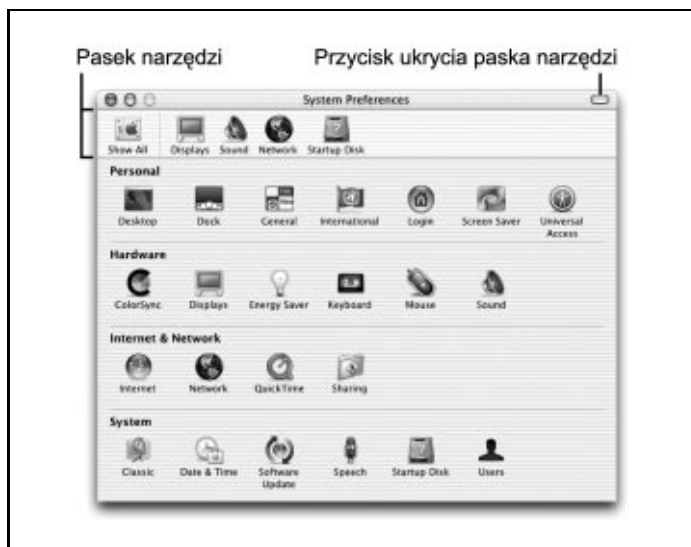 Pasek narzędzi
Przycisk ukrycia paska narzędzi
System Preferences
Show All
Displays
Sound
Network
Startup Disk
Personal
Desktop
Dock
General
International
Login
Screen Saver
Universal
Access
Hardware
ColorSync
Displays
Energy Saver
Keyboard
Mouse
Sound
Internet & Network
Internet
Network
QuickTime
Sharing
System
Classic
Date & Time
Software
Update
Speech
Startup Disk
Users